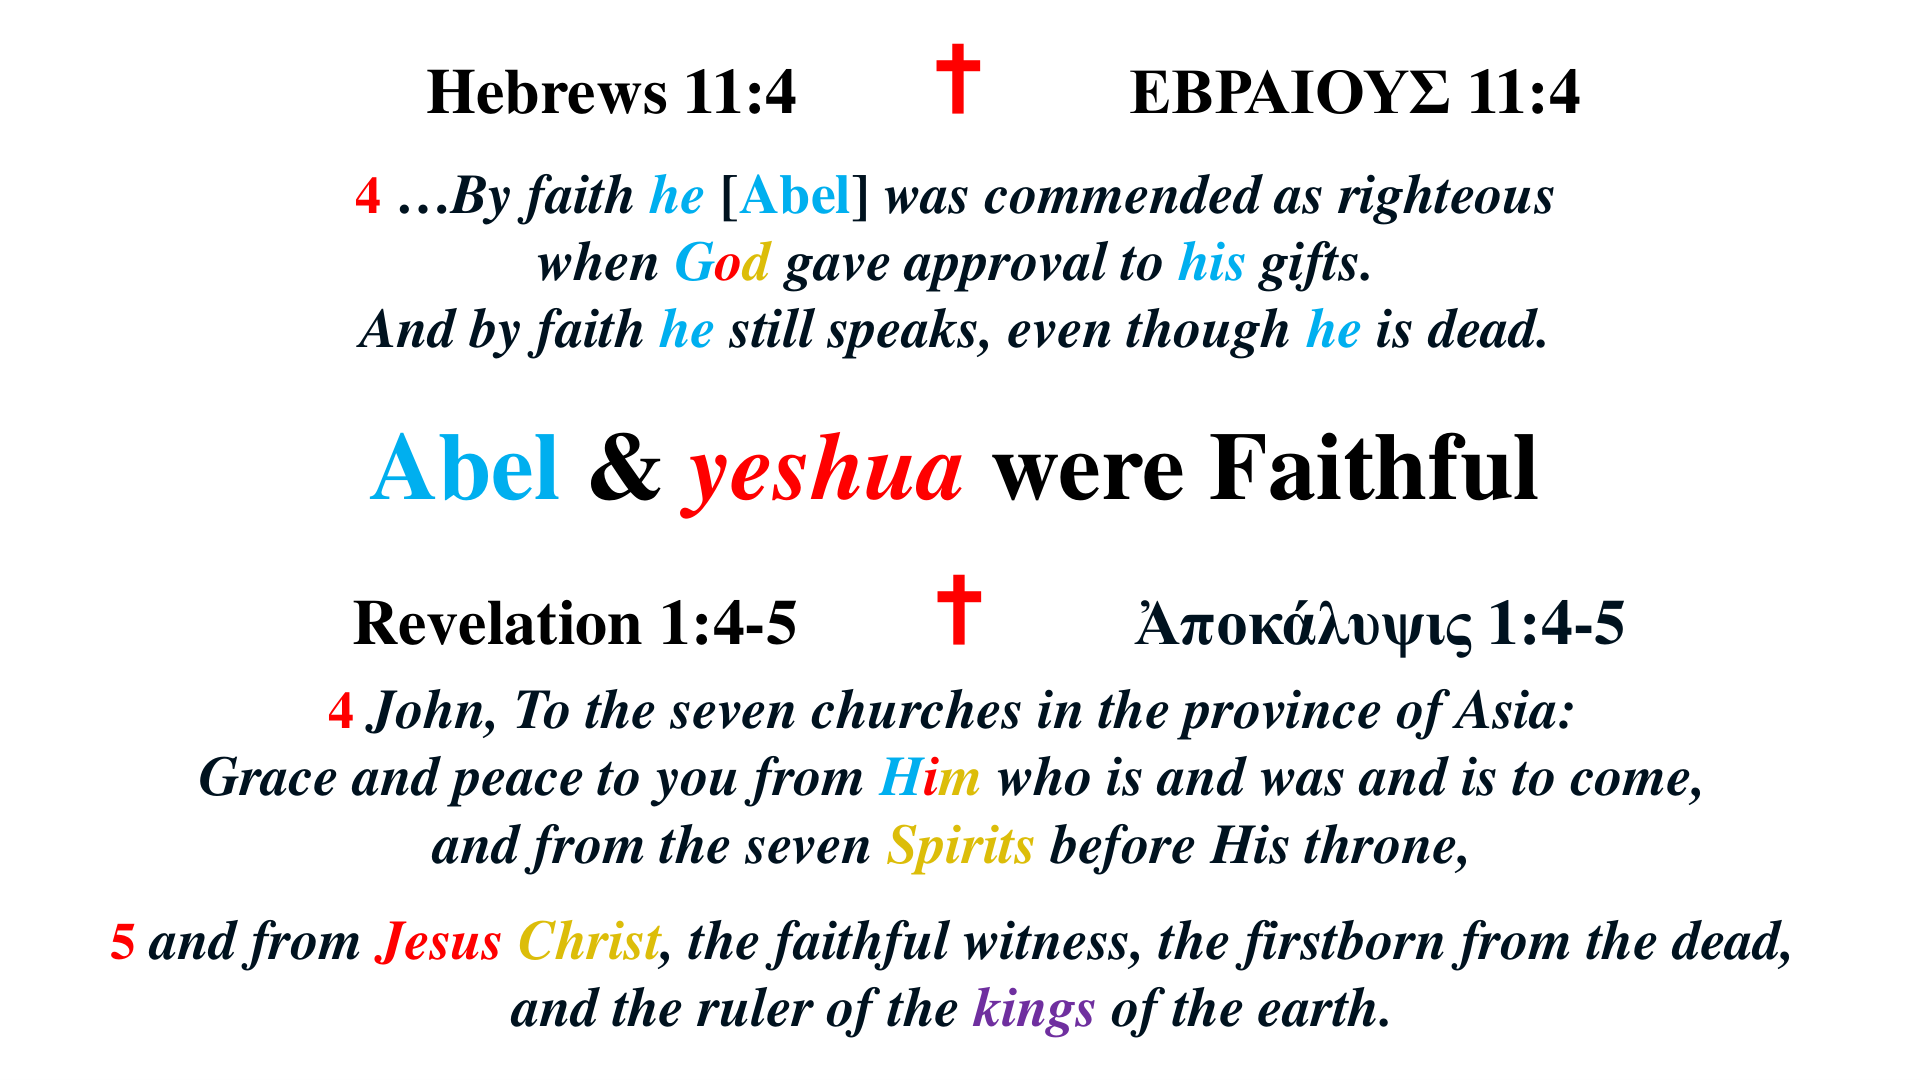 Hebrews 11:4 ✝ ΕΒΡΑΙΟΥΣ 11:4
4 …By faith he [Abel] was commended as righteous
when God gave approval to his gifts.
And by faith he still speaks, even though he is dead.
Abel & yeshua were Faithful
Revelation 1:4-5 ✝ Ἀποκάλυψις 1:4-5
4 John, To the seven churches in the province of Asia:
Grace and peace to you from Him who is and was and is to come,
and from the seven Spirits before His throne,
5 and from Jesus Christ, the faithful witness, the firstborn from the dead,
and the ruler of the kings of the earth.